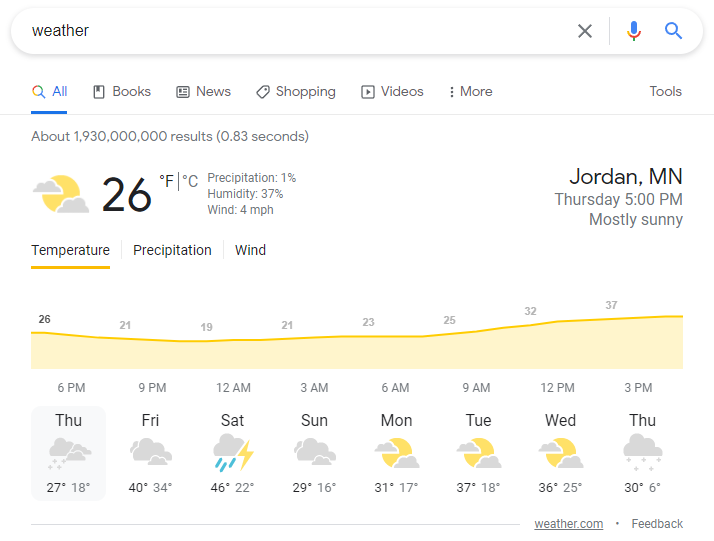 weather
All Books News Shopping Videos More Tools
About 1,930,000,000 results (0.83 seconds)
26 °F | °C
Precipitation: 1%
Humidity: 37%
Wind: 4 mph
Jordan, MN
Thursday 5:00 PM
Mostly sunny
Temperature Precipitation Wind
26 21 19 21 23 25 32 37
6 PM 9 PM 12 AM 3 AM 6 AM 9 AM 12 PM 3 PM
Thu Fri Sat Sun Mon Tue Wed Thu
27° 18° 40° 34° 46° 22° 29° 16° 31° 17° 37° 18° 36° 25° 30° 6°
weather.com • Feedback